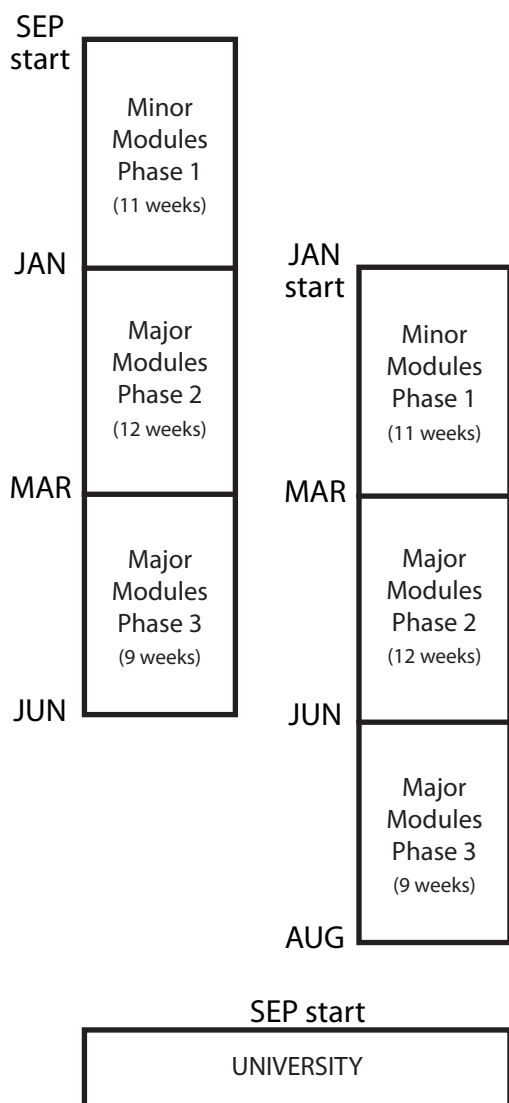 SEP
start
Minor
Modules
Phase 1
(11 weeks)
JAN
Major
Modules
Phase 2
(12 weeks)
MAR
Major
Modules
Phase 3
(9 weeks)
JUN
JAN
start
Minor
Modules
Phase 1
(11 weeks)
MAR
Major
Modules
Phase 2
(12 weeks)
JUN
Major
Modules
Phase 3
(9 weeks)
AUG
SEP start
UNIVERSITY